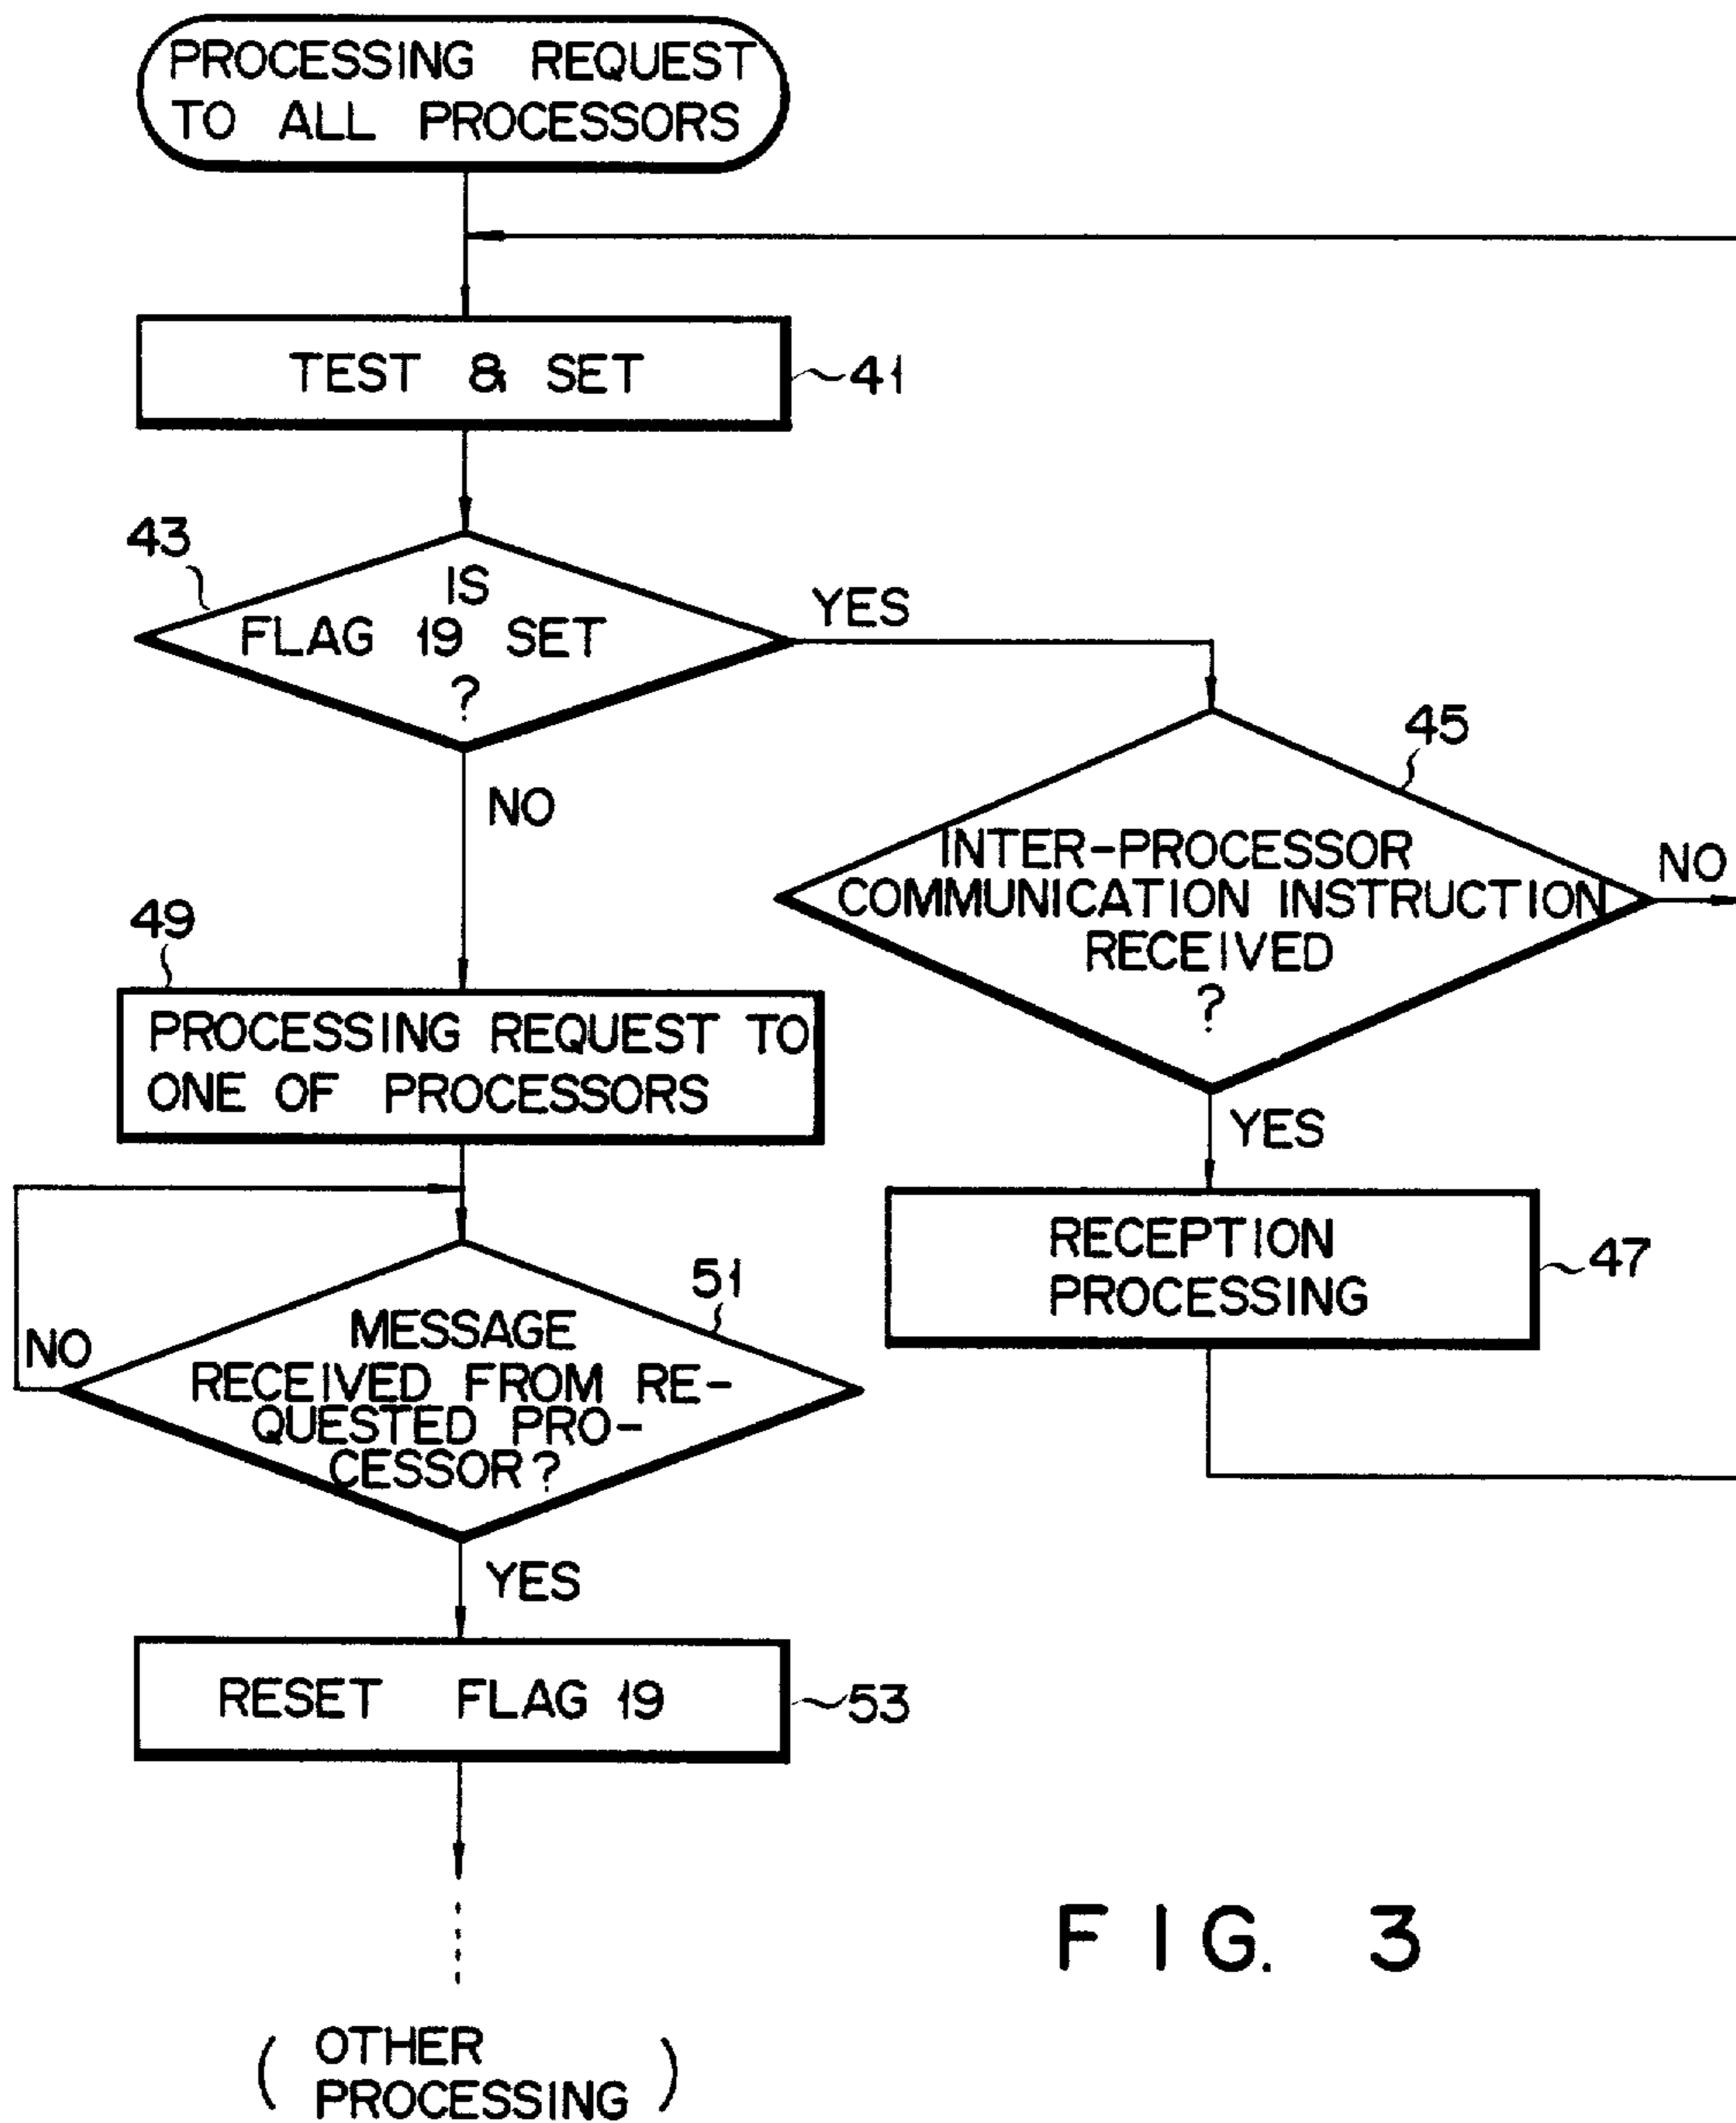 PROCESSING REQUEST
TO ALL PROCESSORS
TEST & SET
41
43
IS
FLAG 19 SET
?
YES
NO
45
INTER-PROCESSOR
COMMUNICATION INSTRUCTION
RECEIVED
?
NO
YES
49
PROCESSING REQUEST TO
ONE OF PROCESSORS
RECEPTION
PROCESSING
47
51
MESSAGE
RECEIVED FROM RE-
QUESTED PRO-
CESSOR?
NO
YES
RESET FLAG 19
53
( OTHER
PROCESSING )
FIG. 3